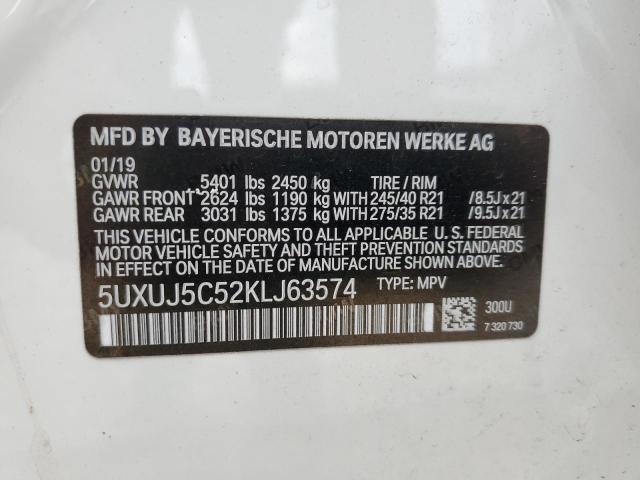 MFD BY BAYERISCHE MOTOREN WERKE AG
01/19
GVWR 5401 lbs 2450 kg TIRE / RIM
GAWR FRONT 2624 lbs 1190 kg WITH 245/40 R21 /8.5J x 21
GAWR REAR 3031 lbs 1375 kg WITH 275/35 R21 /9.5J x 21
THIS VEHICLE CONFORMS TO ALL APPLICABLE U. S. FEDERAL
MOTOR VEHICLE SAFETY AND THEFT PREVENTION STANDARDS
IN EFFECT ON THE DATE OF MANUFACTURE SHOWN ABOVE.
5UXUJ5C52KLJ63574 TYPE: MPV
300U
7 320 730